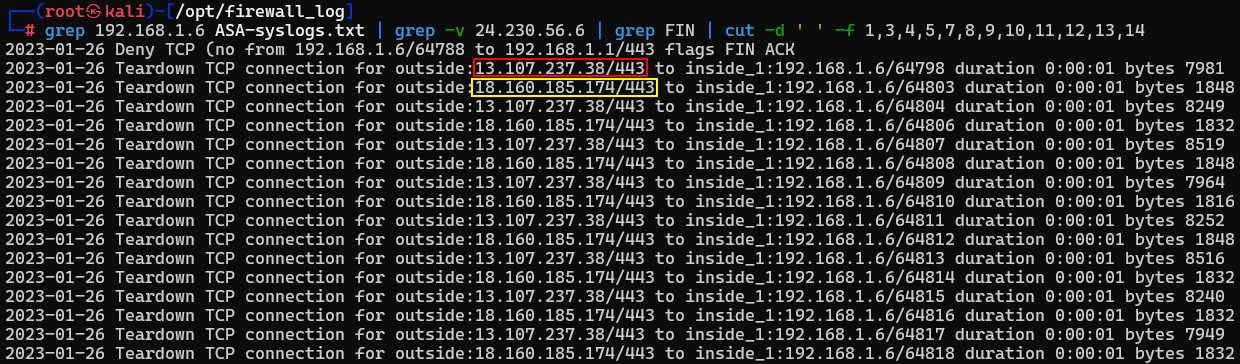 ┌──(root㉿kali)-[/opt/firewall_log]
└─# grep 192.168.1.6 ASA-syslogs.txt | grep -v 24.230.56.6 | grep FIN | cut -d ' ' -f 1,3,4,5,7,8,9,10,11,12,13,14
2023-01-26 Deny TCP (no from 192.168.1.6/64788 to 192.168.1.1/443 flags FIN ACK
2023-01-26 Teardown TCP connection for outside:13.107.237.38/443 to inside_1:192.168.1.6/64798 duration 0:00:01 bytes 7981
2023-01-26 Teardown TCP connection for outside:18.160.185.174/443 to inside_1:192.168.1.6/64803 duration 0:00:01 bytes 1848
2023-01-26 Teardown TCP connection for outside:13.107.237.38/443 to inside_1:192.168.1.6/64804 duration 0:00:01 bytes 8249
2023-01-26 Teardown TCP connection for outside:18.160.185.174/443 to inside_1:192.168.1.6/64806 duration 0:00:01 bytes 1832
2023-01-26 Teardown TCP connection for outside:13.107.237.38/443 to inside_1:192.168.1.6/64807 duration 0:00:01 bytes 8519
2023-01-26 Teardown TCP connection for outside:18.160.185.174/443 to inside_1:192.168.1.6/64808 duration 0:00:01 bytes 1848
2023-01-26 Teardown TCP connection for outside:13.107.237.38/443 to inside_1:192.168.1.6/64809 duration 0:00:01 bytes 7964
2023-01-26 Teardown TCP connection for outside:18.160.185.174/443 to inside_1:192.168.1.6/64810 duration 0:00:01 bytes 1816
2023-01-26 Teardown TCP connection for outside:13.107.237.38/443 to inside_1:192.168.1.6/64811 duration 0:00:01 bytes 8252
2023-01-26 Teardown TCP connection for outside:18.160.185.174/443 to inside_1:192.168.1.6/64812 duration 0:00:01 bytes 1848
2023-01-26 Teardown TCP connection for outside:13.107.237.38/443 to inside_1:192.168.1.6/64813 duration 0:00:01 bytes 8516
2023-01-26 Teardown TCP connection for outside:18.160.185.174/443 to inside_1:192.168.1.6/64814 duration 0:00:01 bytes 1832
2023-01-26 Teardown TCP connection for outside:13.107.237.38/443 to inside_1:192.168.1.6/64815 duration 0:00:01 bytes 8240
2023-01-26 Teardown TCP connection for outside:18.160.185.174/443 to inside_1:192.168.1.6/64816 duration 0:00:01 bytes 1832
2023-01-26 Teardown TCP connection for outside:13.107.237.38/443 to inside_1:192.168.1.6/64817 duration 0:00:01 bytes 7949
2023-01-26 Teardown TCP connection for outside:18.160.185.174/443 to inside_1:192.168.1.6/64818 duration 0:00:01 bytes 1832